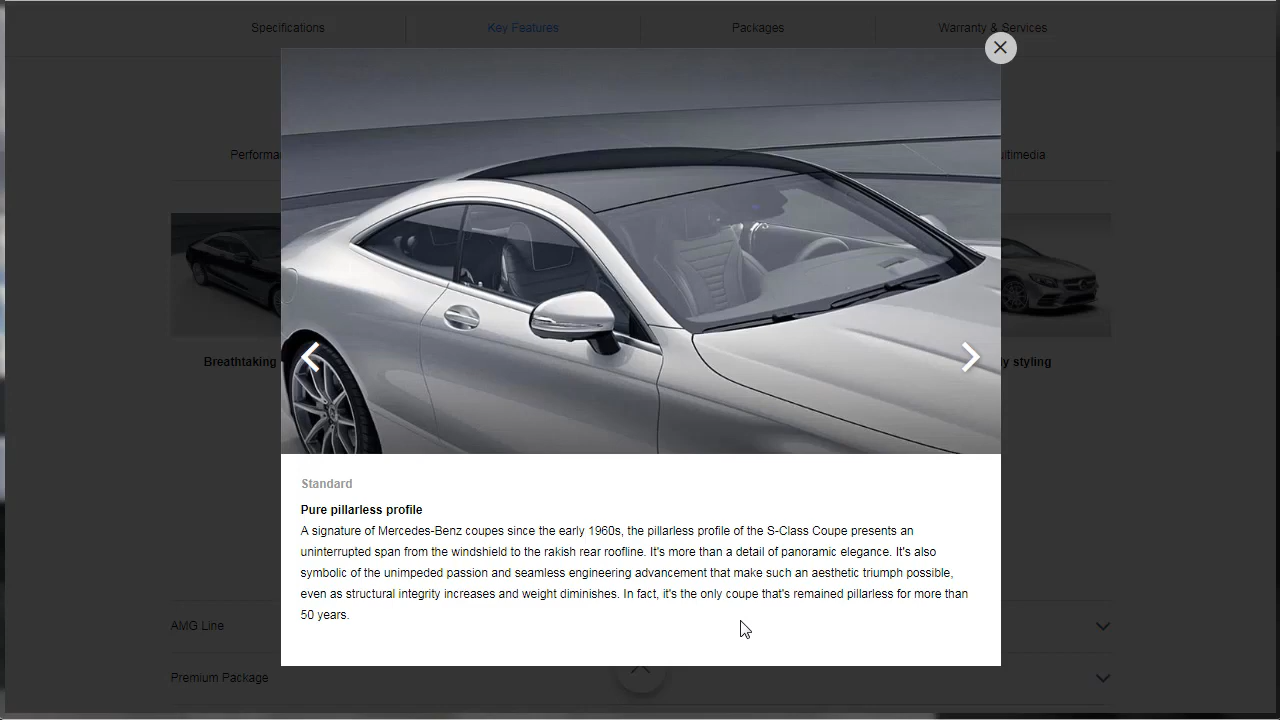 Specifications
Key Features
Packages
Warranty & Services
Performa
ltimedia
Breathtaking
y styling
Standard
Pure pillarless profile
A signature of Mercedes-Benz coupes since the early 1960s, the pillarless profile of the S-Class Coupe presents an
uninterrupted span from the windshield to the rakish rear roofline. It's more than a detail of panoramic elegance. It's also
symbolic of the unimpeded passion and seamless engineering advancement that make such an aesthetic triumph possible,
even as structural integrity increases and weight diminishes. In fact, it's the only coupe that's remained pillarless for more than
50 years.
AMG Line
Premium Package